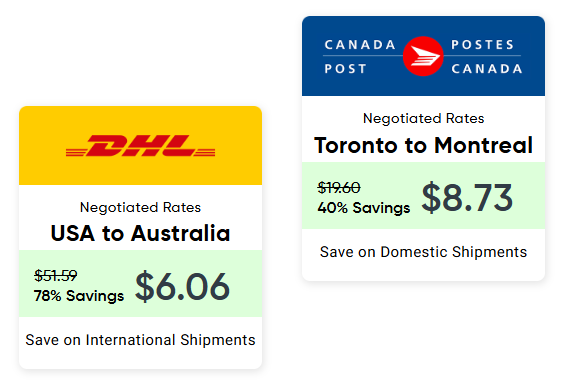 DHL
Negotiated Rates
USA to Australia
$51.59
78% Savings
$6.06
Save on International Shipments
CANADA POSTES
POST CANADA
Negotiated Rates
Toronto to Montreal
$19.60
40% Savings
$8.73
Save on Domestic Shipments